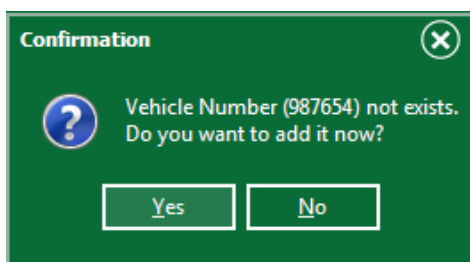 Confirmation
Vehicle Number (987654) not exists.
Do you want to add it now?
Yes
No